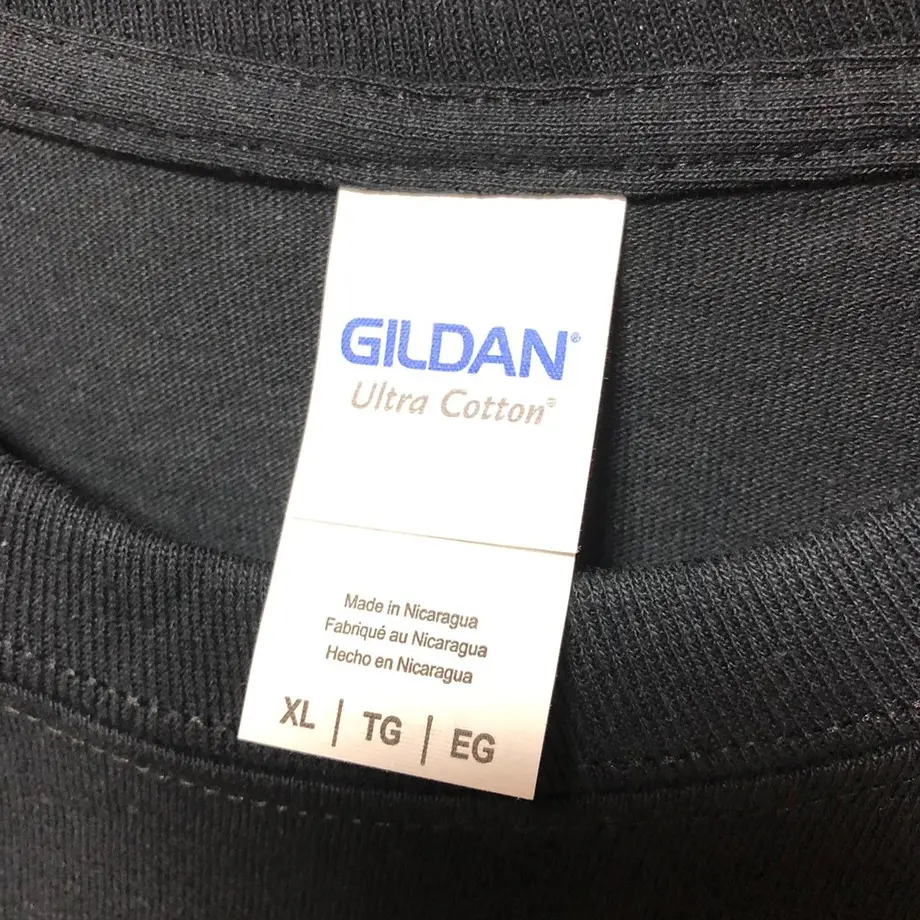 GILDAN®
Ultra Cotton®
Made in Nicaragua
Fabriqué au Nicaragua
Hecho en Nicaragua
XL | TG | EG